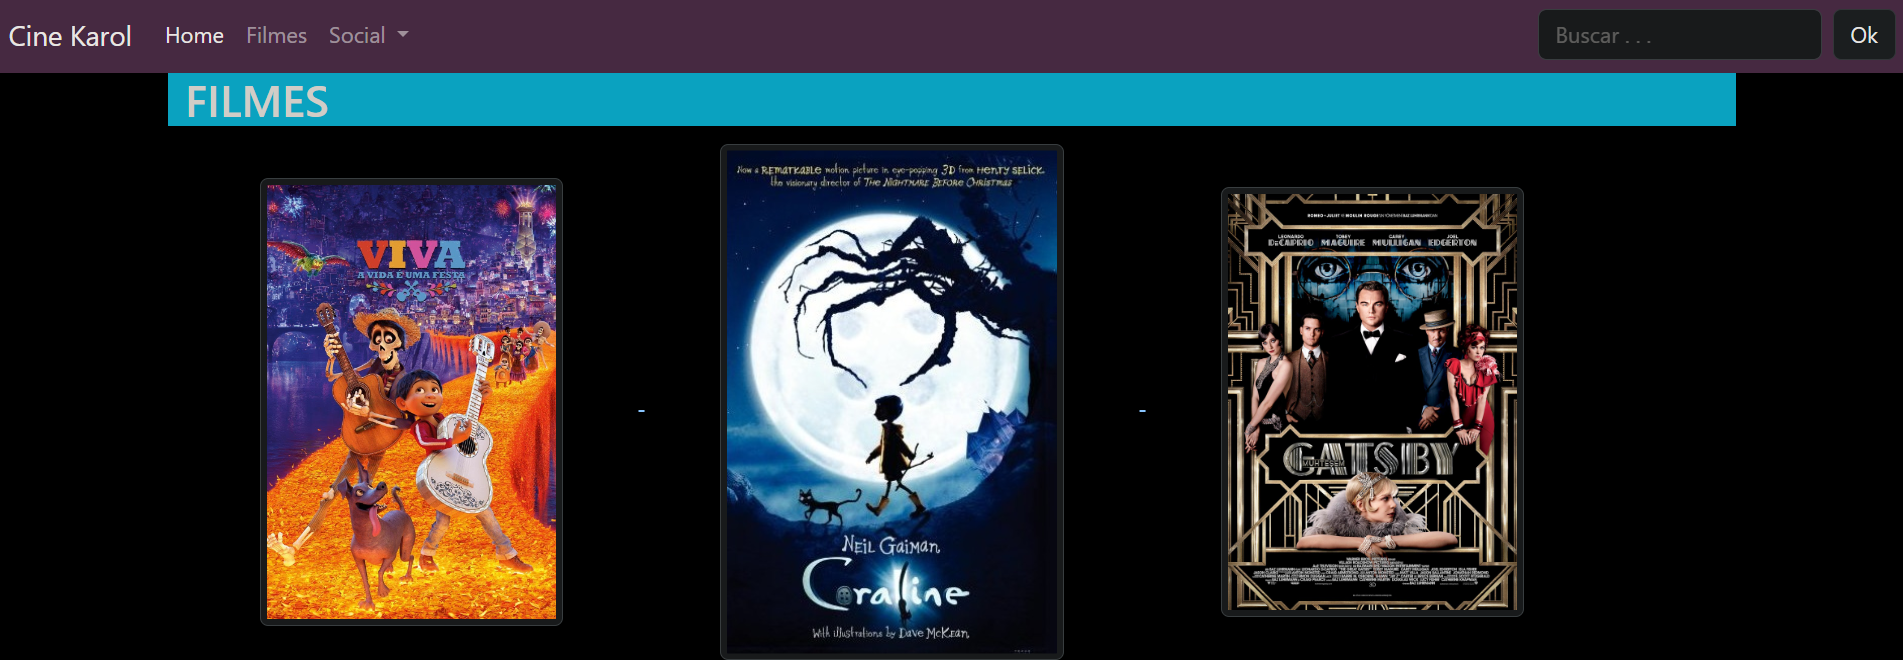 Cine Karol Home Filmes Social
Buscar . . . Ok
FILMES
VIVA
A VIDA É UMA FESTA
-
Now a REMARKABLE motion picture in eye-popping 3D from HENRY SELICK,
the visionary director of THE NIGHTMARE BEFORE CHRISTMAS
NEIL GAIMAN
Coraline
With illustrations by DAVE McKEAN
-
LEONARDO TOBEY CAREY JOEL
DiCAPRIO MAGUIRE MULLIGAN EDGERTON
MUHTEŞEM
GATSBY